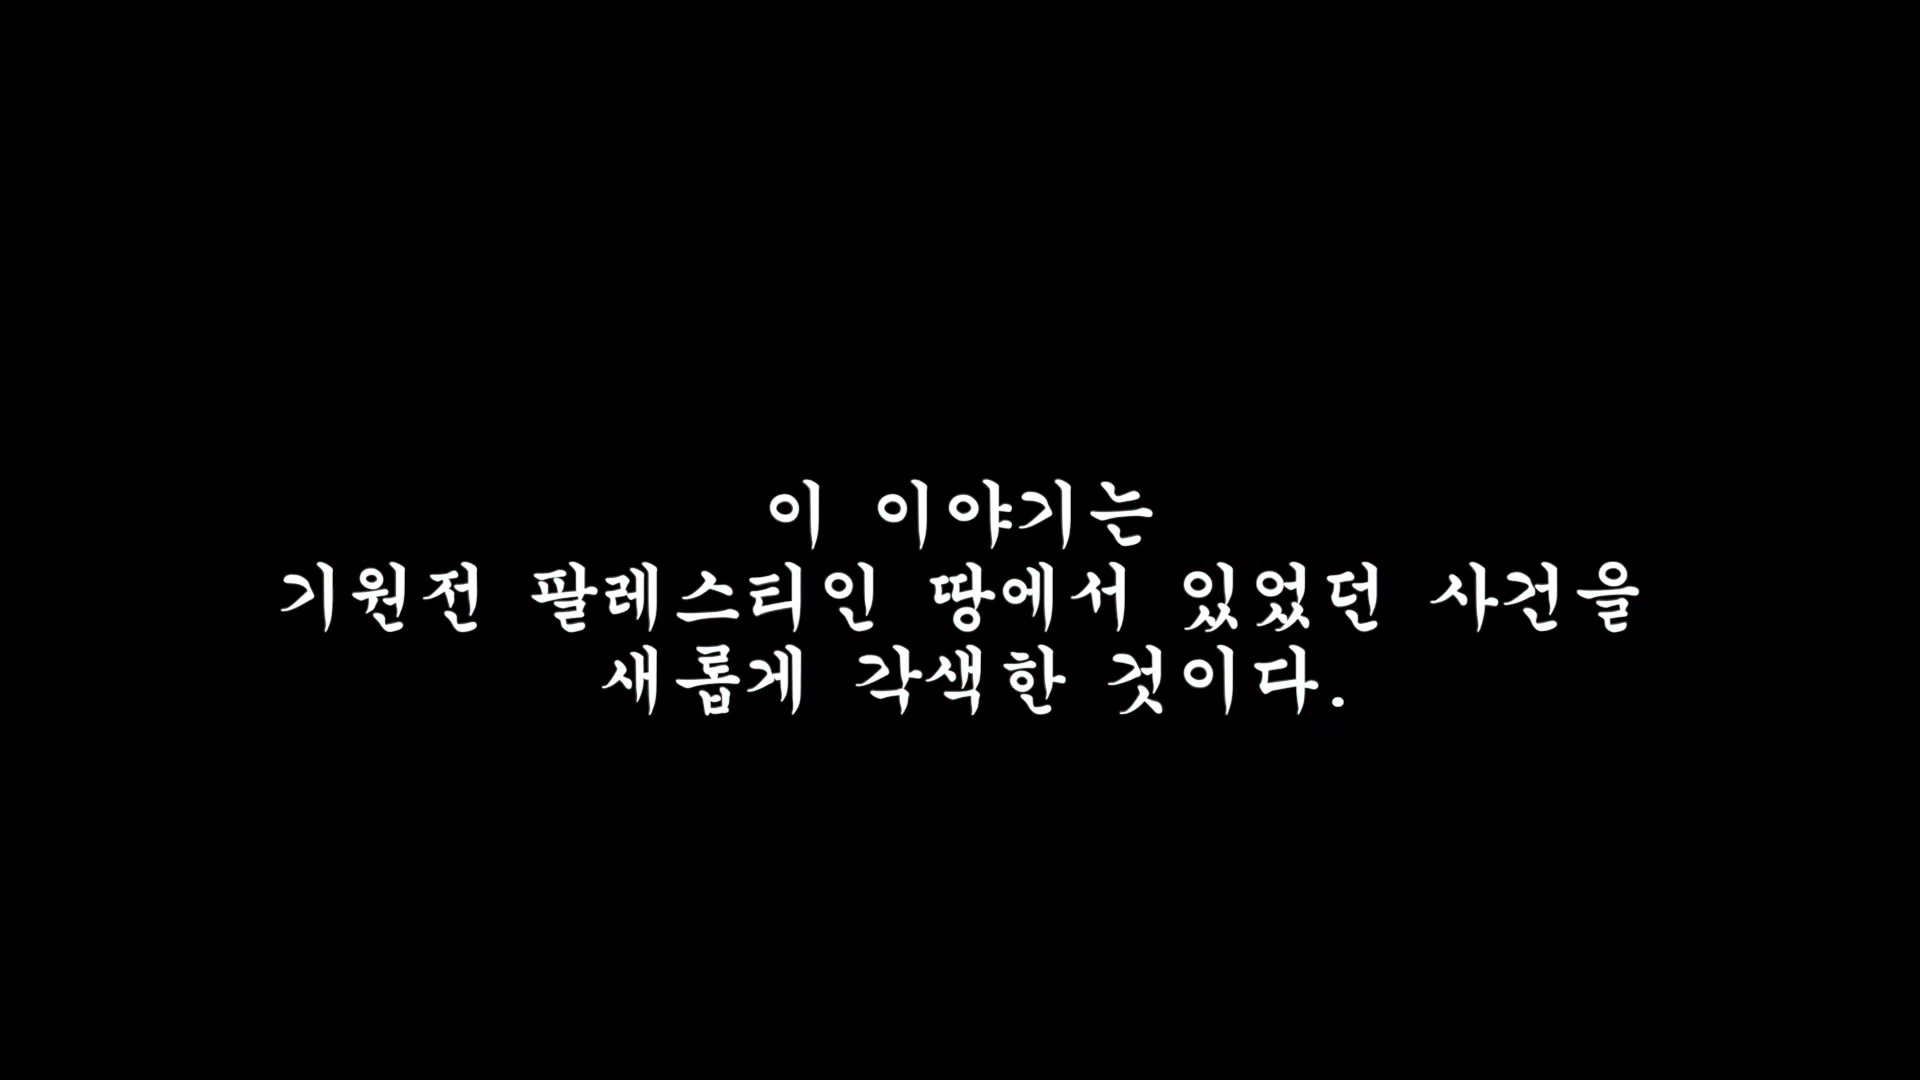 이 이야기는
기원전 팔레스티인 땅에서 있었던 사건을
새롭게 각색한 것이다.